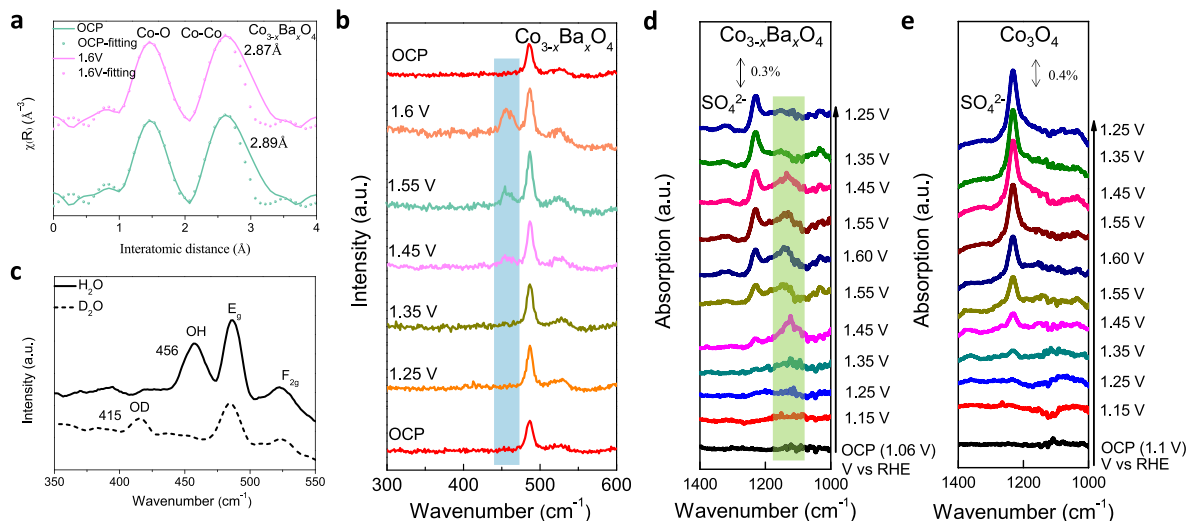 a
OCP
OCP-fitting
1.6V
1.6V-fitting
Co-O
Co-Co
Co3-xBaxO4
2.87Å
2.89Å
χ(R) (Å⁻³)
0 1 2 3 4
Interatomic distance (Å)
b
Co3-xBaxO4
OCP
1.6 V
1.55 V
1.45 V
1.35 V
1.25 V
OCP
Intensity (a.u.)
300 350 400 450 500 550 600
Wavenumber (cm⁻¹)
c
H2O
D2O
Eg
OH
456
F2g
OD
415
Intensity (a.u.)
350 400 450 500 550
Wavenumber (cm⁻¹)
d
Co3-xBaxO4
0.3%
SO4²⁻
1.25 V
1.35 V
1.45 V
1.55 V
1.60 V
1.55 V
1.45 V
1.35 V
1.25 V
1.15 V
OCP (1.06 V)
V vs RHE
Absorption (a.u.)
1400 1200 1000
Wavenumber (cm⁻¹)
e
Co3O4
0.4%
SO4²⁻
1.25 V
1.35 V
1.45 V
1.55 V
1.60 V
1.55 V
1.45 V
1.35 V
1.25 V
1.15 V
OCP (1.1 V)
V vs RHE
Absorption (a.u.)
1400 1200 1000
Wavenumber (cm⁻¹)